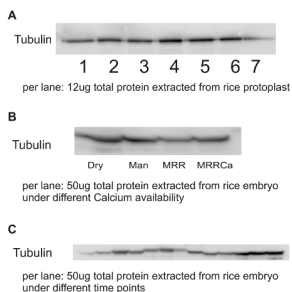 A
Tubulin
1 2 3 4 5 6 7
per lane: 12ug total protein extracted from rice protoplast
B
Tubulin
Dry Man MRR MRRCa
per lane: 50ug total protein extracted from rice embryo
under different Calcium availability
C
Tubulin
per lane: 50ug total protein extracted from rice embryo
under different time points